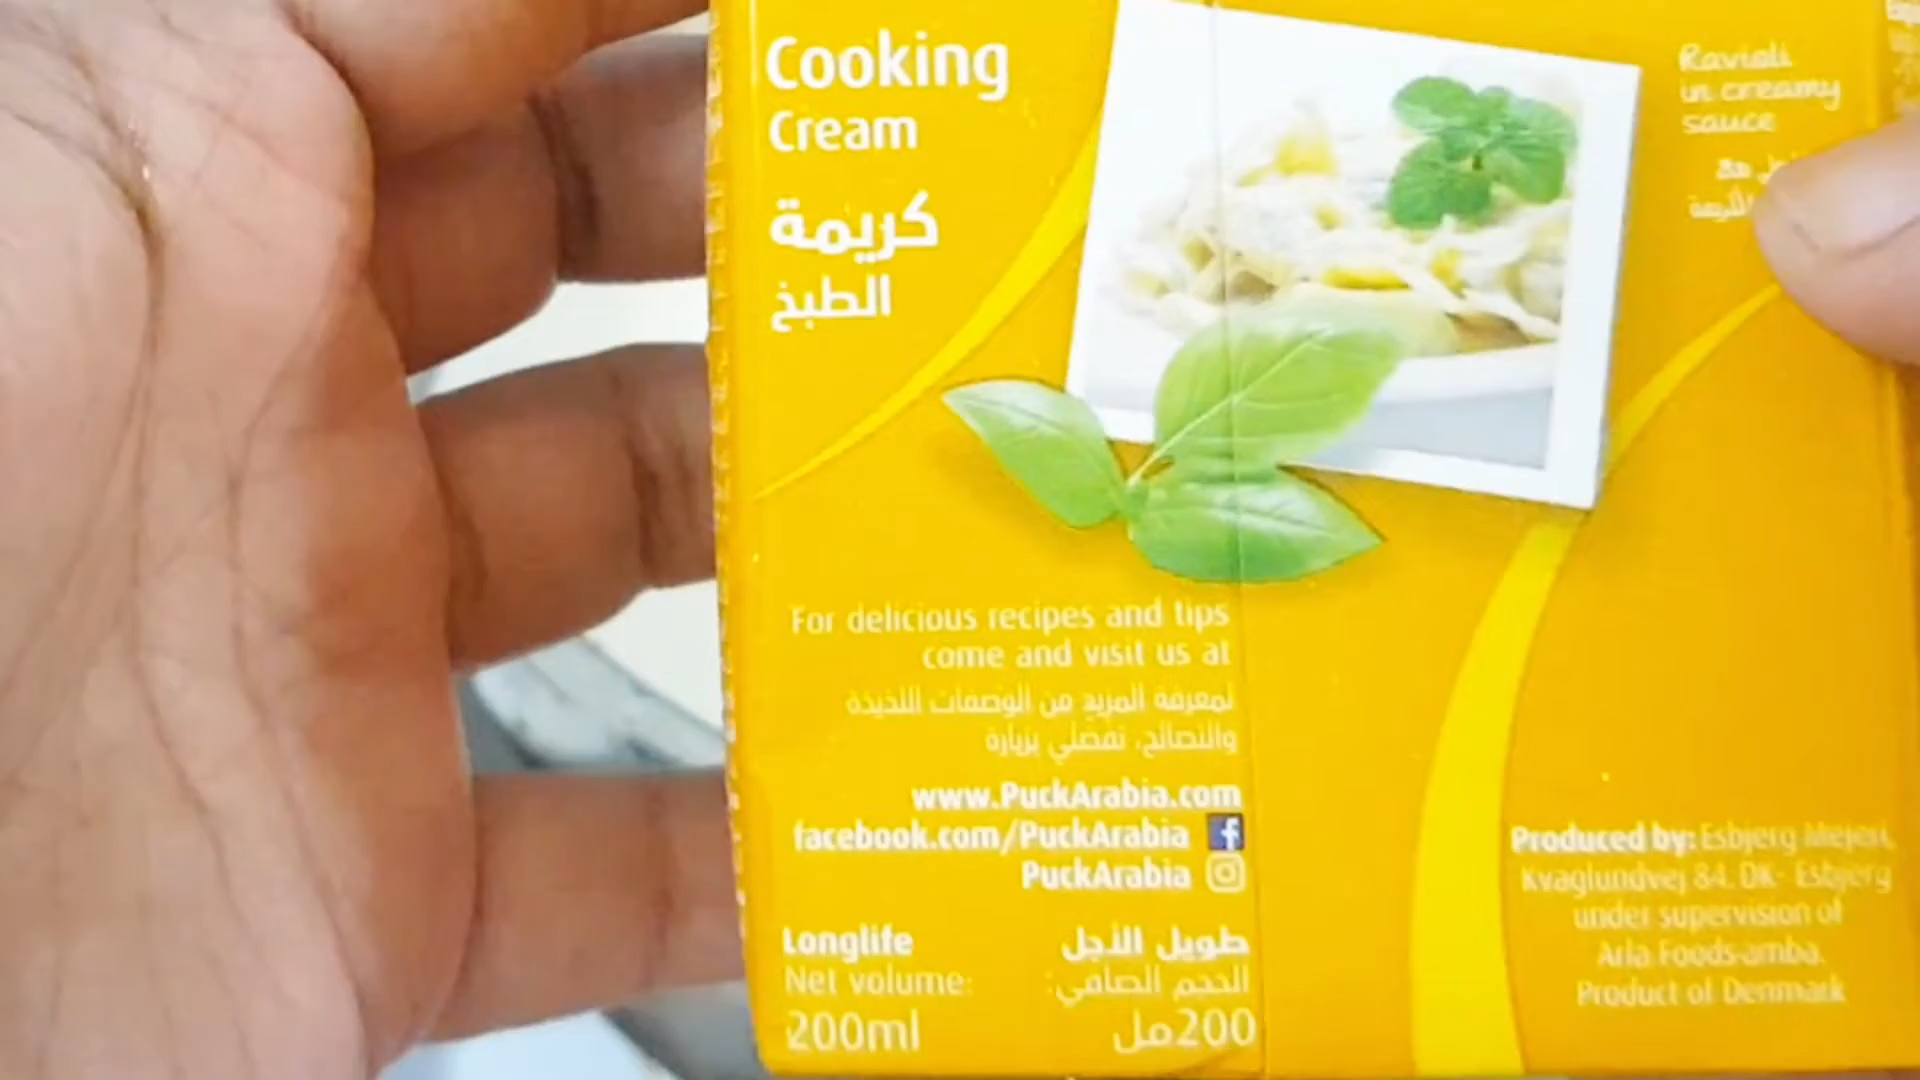 Cooking
Cream
كريمة
الطبخ
Ravioli
in creamy
sauce
مع
For delicious recipes and tips
come and visit us at
لمعرفة المزيد من الوصفات اللذيذة
والنصائح، تفضلي بزيارة
www.PuckArabia.com
facebook.com/PuckArabia
PuckArabia
Longlife
طويل الأجل
Net volume:
الحجم الصافي:
200ml
200مل
Produced by: Esbjerg Mejeri,
Kvaglundvej 84. DK- Esbjerg
under supervision of
Arla Foods amba.
Product of Denmark